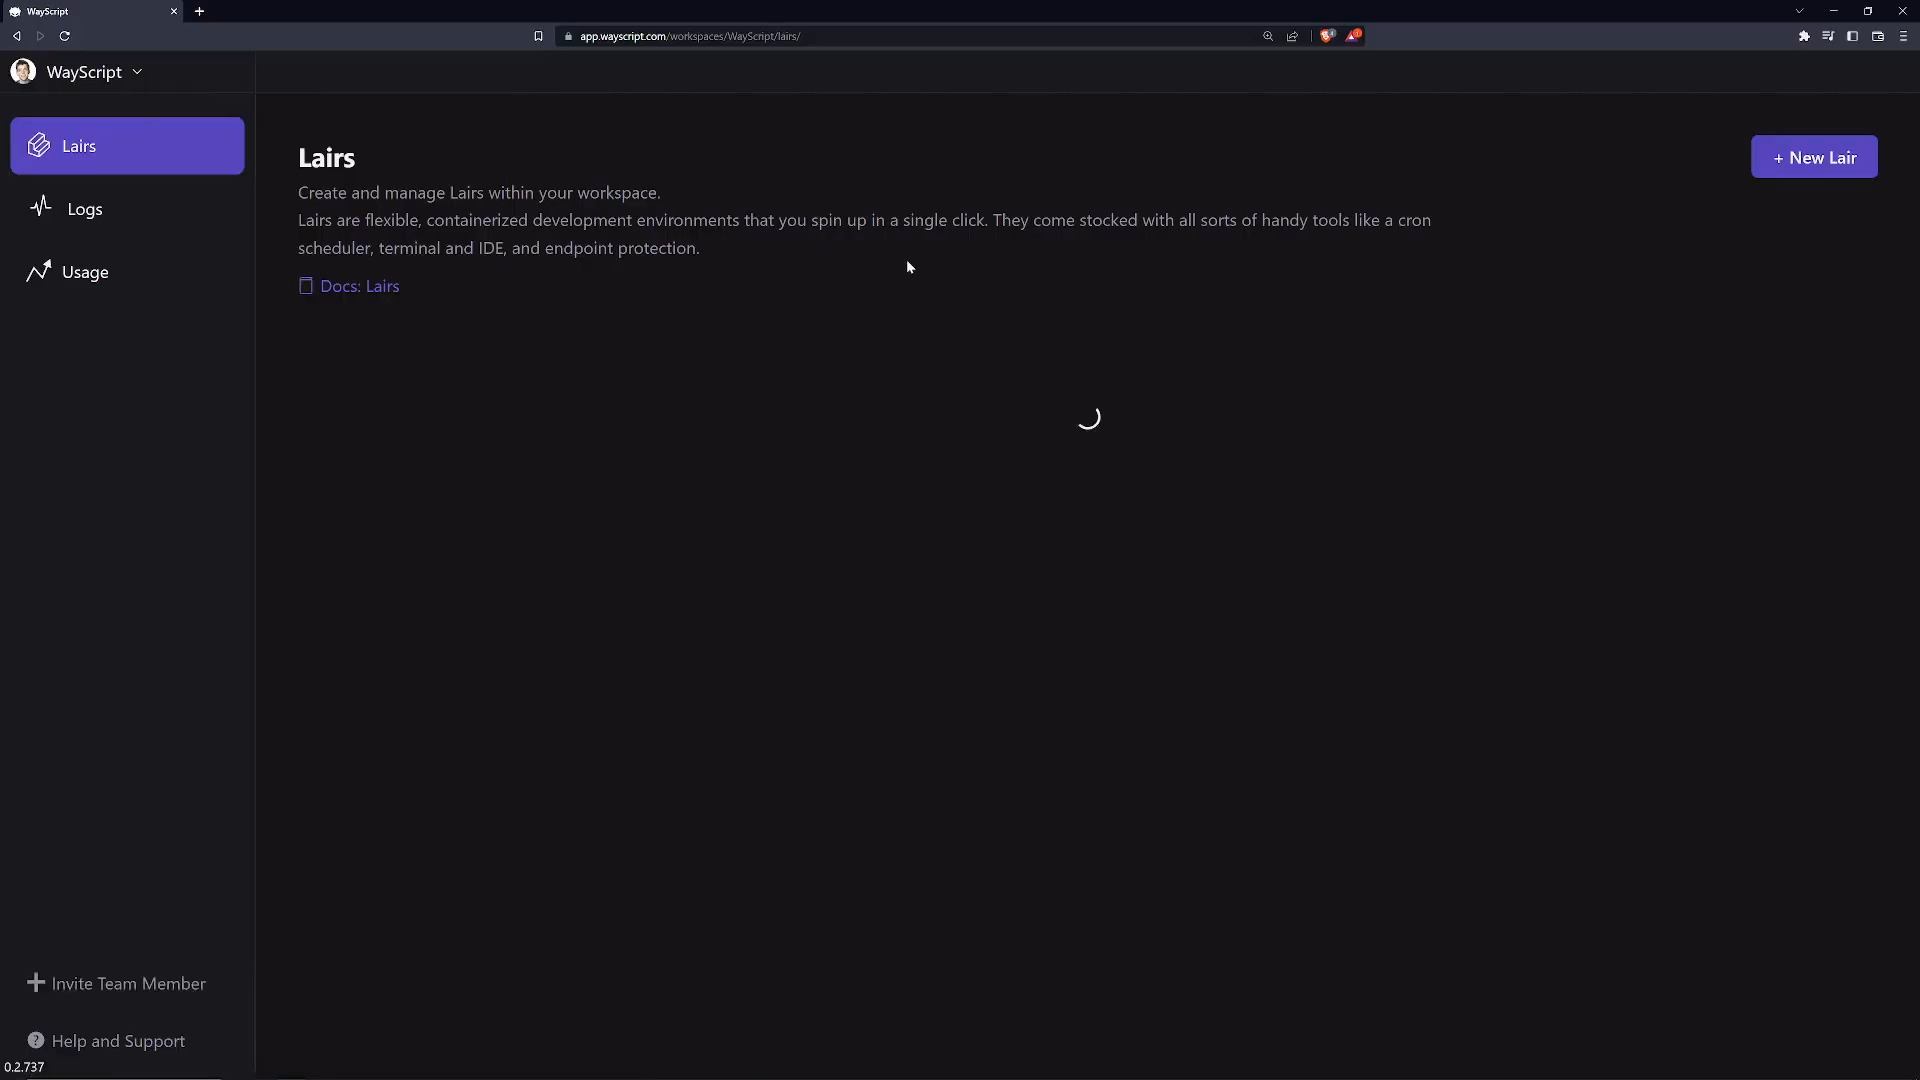 WayScript
app.wayscript.com/workspaces/WayScript/lairs/
WayScript
Lairs
Logs
Usage
Lairs
+ New Lair
Create and manage Lairs within your workspace.
Lairs are flexible, containerized development environments that you spin up in a single click. They come stocked with all sorts of handy tools like a cron
scheduler, terminal and IDE, and endpoint protection.
Docs: Lairs
Invite Team Member
Help and Support
0.2.737